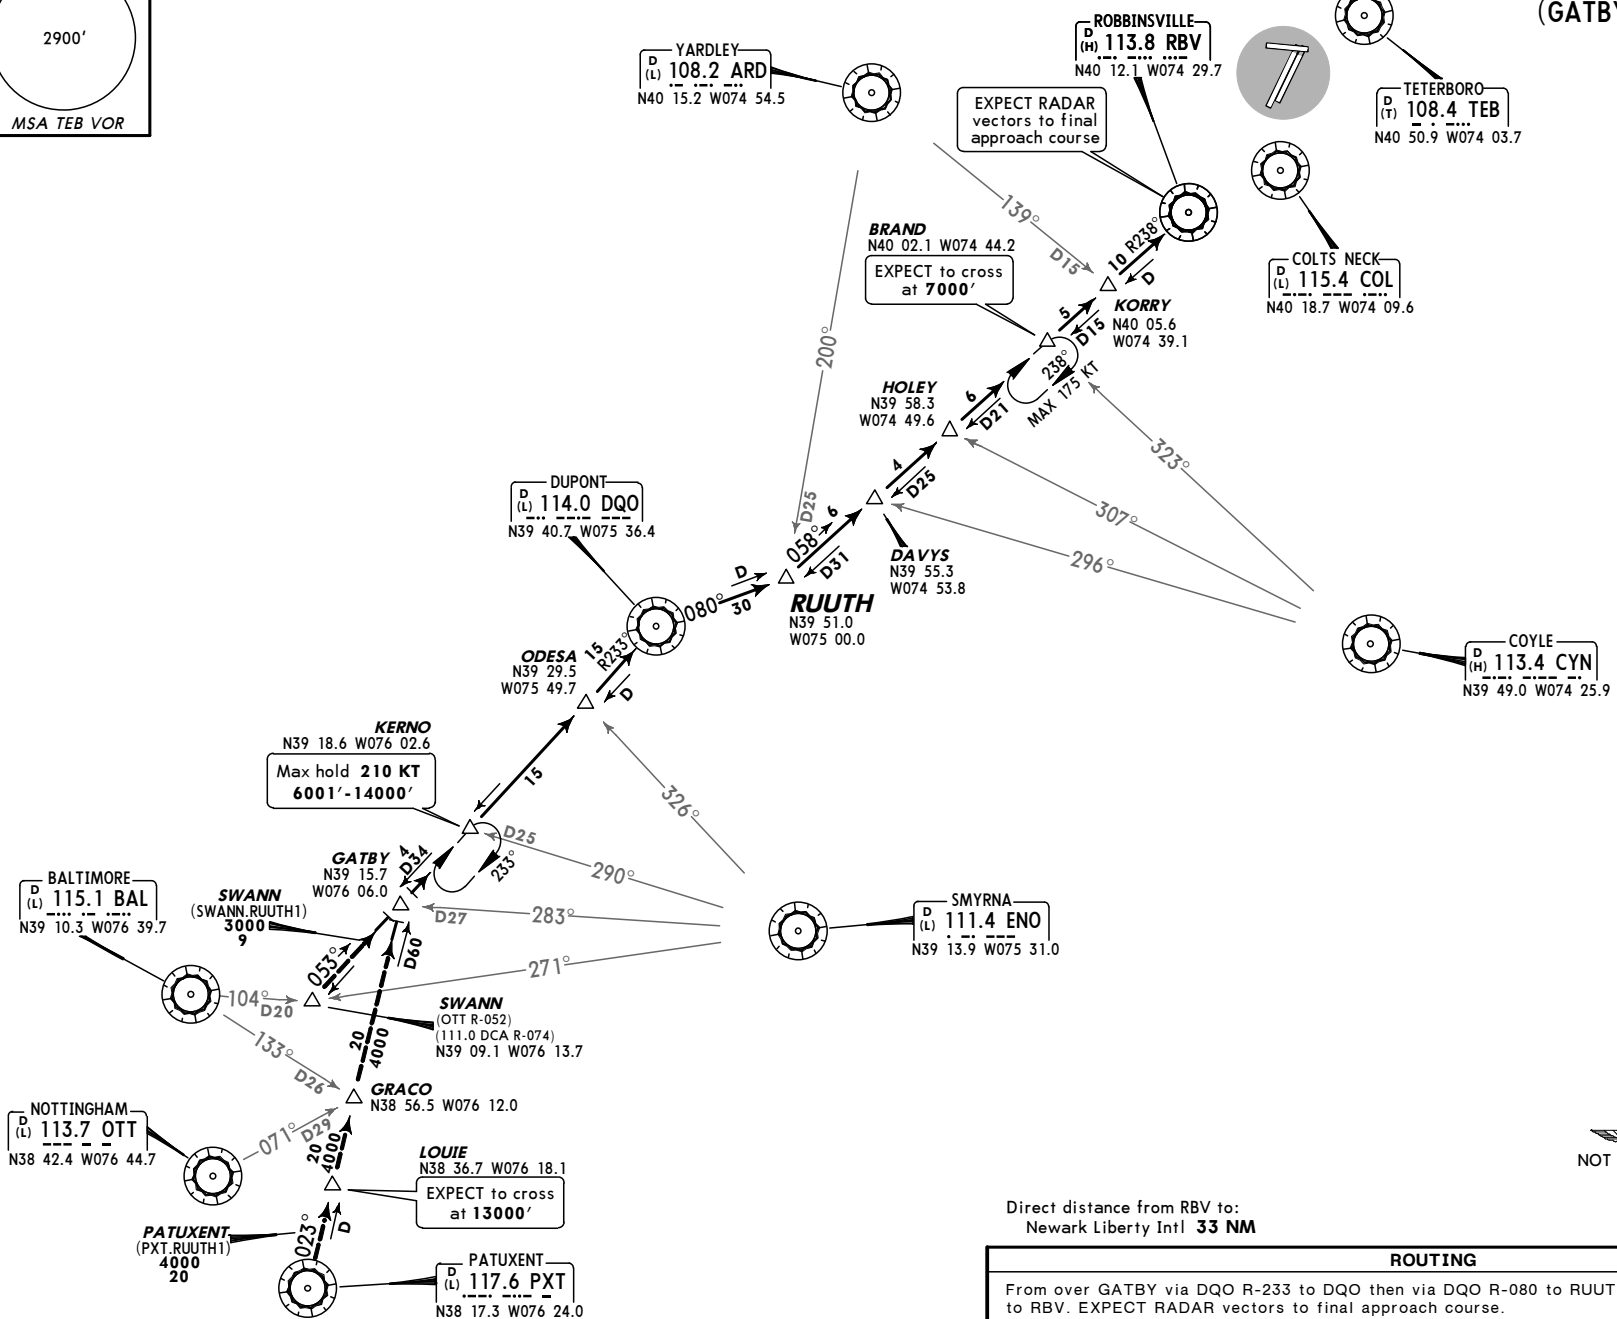 2900'
MSA TEB VOR
(GATBY
YARDLEY
D
(L) 108.2 ARD
N40 15.2 W074 54.5
ROBBINSVILLE
D
(H) 113.8 RBV
N40 12.1 W074 29.7
EXPECT RADAR
vectors to final
approach course
TETERBORO
D
(T) 108.4 TEB
N40 50.9 W074 03.7
COLTS NECK
D
(L) 115.4 COL
N40 18.7 W074 09.6
139°
D15
10 R238°
D
BRAND
N40 02.1 W074 44.2
EXPECT to cross
at 7000'
5
D15
KORRY
N40 05.6
W074 39.1
200°
D25
238°
MAX 175 KT
HOLEY
N39 58.3
W074 49.6
6
D21
323°
307°
296°
4
D25
DUPONT
D
(L) 114.0 DQO
N39 40.7 W075 36.4
058° 6
D31
DAVYS
N39 55.3
W074 53.8
D
080°
30
RUUTH
N39 51.0
W075 00.0
COYLE
D
(H) 113.4 CYN
N39 49.0 W074 25.9
15
R233°
D
ODESA
N39 29.5
W075 49.7
KERNO
N39 18.6 W076 02.6
Max hold 210 KT
6001'-14000'
15
326°
D25
290°
233°
4
D34
GATBY
N39 15.7
W076 06.0
D27
283°
271°
SMYRNA
D
(L) 111.4 ENO
N39 13.9 W075 31.0
BALTIMORE
D
(L) 115.1 BAL
N39 10.3 W076 39.7
SWANN
(SWANN.RUUTH1)
3000
9
053°
D60
104°
D20
SWANN
(OTT R-052)
(111.0 DCA R-074)
N39 09.1 W076 13.7
133°
D26
20
4000
GRACO
N38 56.5 W076 12.0
NOTTINGHAM
D
(L) 113.7 OTT
N38 42.4 W076 44.7
071°
D29
20
4000
LOUIE
N38 36.7 W076 18.1
EXPECT to cross
at 13000'
PATUXENT
(PXT.RUUTH1)
4000
20
023°
D
PATUXENT
D
(L) 117.6 PXT
N38 17.3 W076 24.0
NOT
Direct distance from RBV to:
Newark Liberty Intl 33 NM
ROUTING
From over GATBY via DQO R-233 to DQO then via DQO R-080 to RUUT
to RBV. EXPECT RADAR vectors to final approach course.